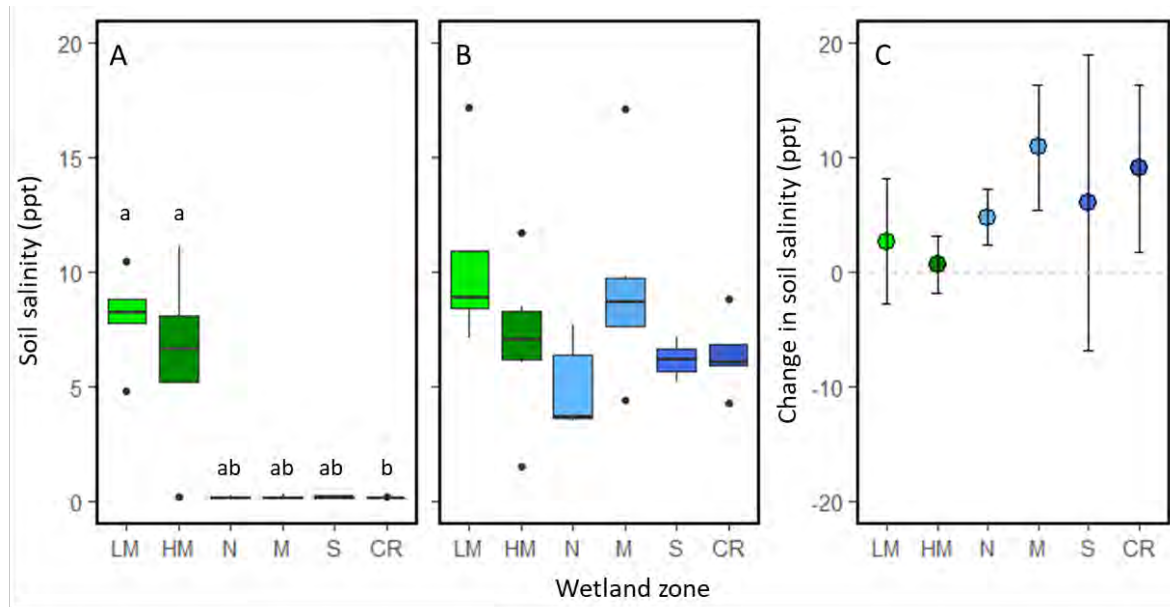 Soil salinity (ppt)
20
15
10
5
0
A
a a
ab ab ab b
LM HM N M S CR
B
LM HM N M S CR
Change in soil salinity (ppt)
20
10
0
-10
-20
C
LM HM N M S CR
Wetland zone